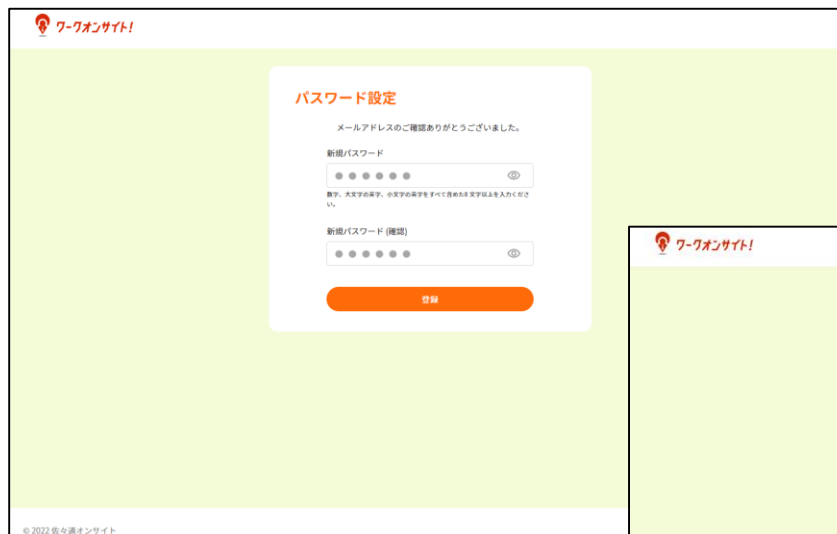 ワークオンサイト!
パスワード設定
メールアドレスのご確認ありがとうございました。
新規パスワード
数字、大文字の英字、小文字の英字をすべて含めた8 文字以上を入力くださ
い。
新規パスワード (確認)
登録
ワークオンサイト!
© 2022 佐々通オンサイト